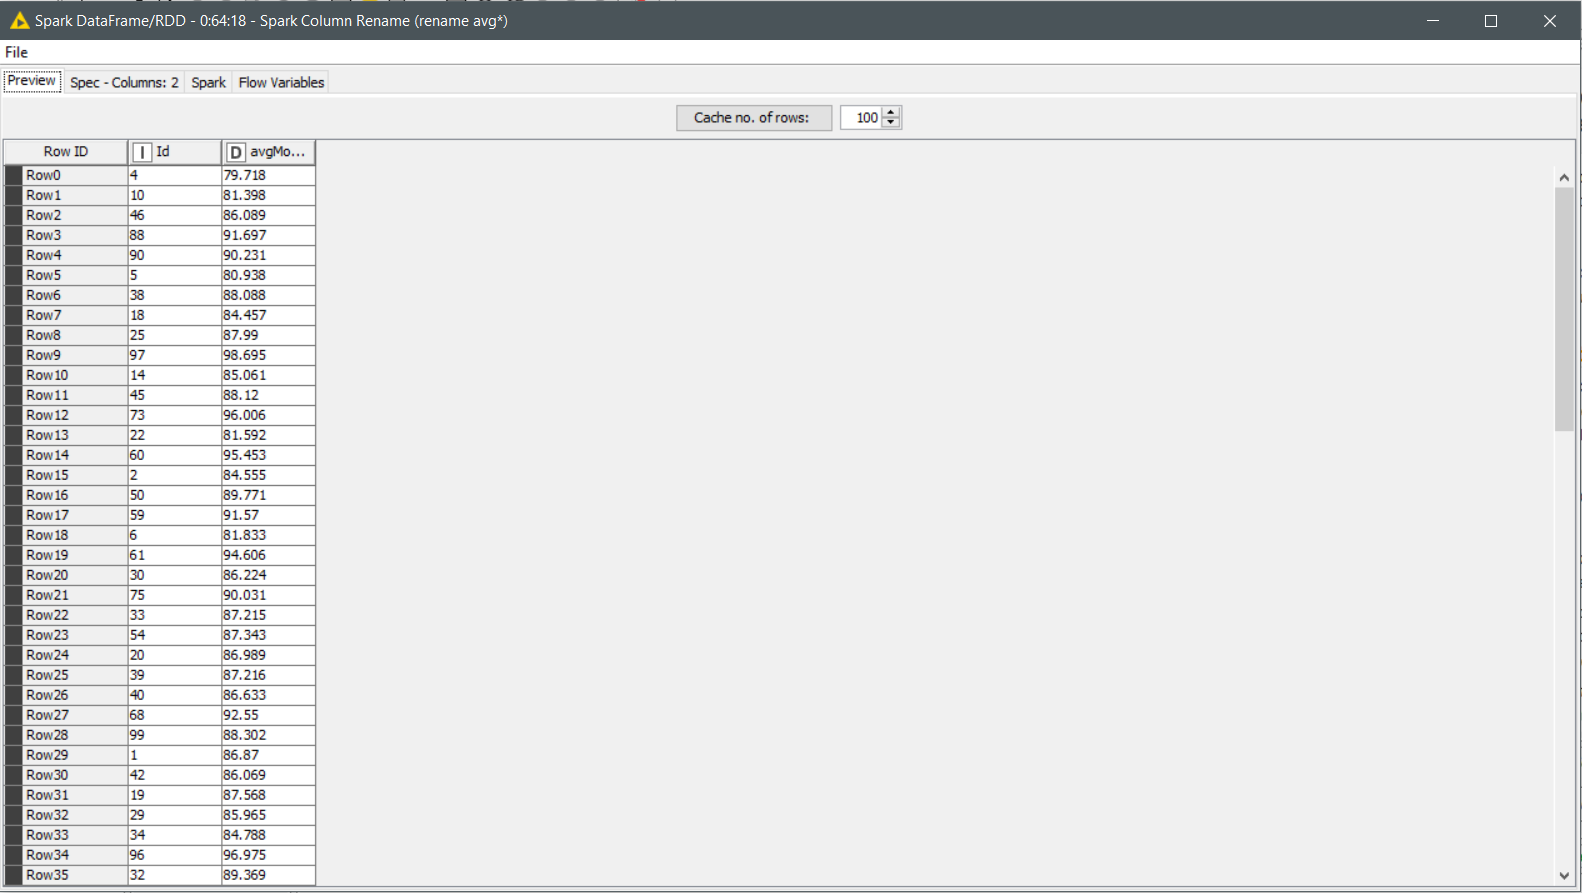 Spark DataFrame/RDD - 0:64:18 - Spark Column Rename (rename avg*)
File
Preview Spec - Columns: 2 Spark Flow Variables
Cache no. of rows: 100
Row ID I Id D avgMo...
Row0 4 79.718
Row1 10 81.398
Row2 46 86.089
Row3 88 91.697
Row4 90 90.231
Row5 5 80.938
Row6 38 88.088
Row7 18 84.457
Row8 25 87.99
Row9 97 98.695
Row10 14 85.061
Row11 45 88.12
Row12 73 96.006
Row13 22 81.592
Row14 60 95.453
Row15 2 84.555
Row16 50 89.771
Row17 59 91.57
Row18 6 81.833
Row19 61 94.606
Row20 30 86.224
Row21 75 90.031
Row22 33 87.215
Row23 54 87.343
Row24 20 86.989
Row25 39 87.216
Row26 40 86.633
Row27 68 92.55
Row28 99 88.302
Row29 1 86.87
Row30 42 86.069
Row31 19 87.568
Row32 29 85.965
Row33 34 84.788
Row34 96 96.975
Row35 32 89.369